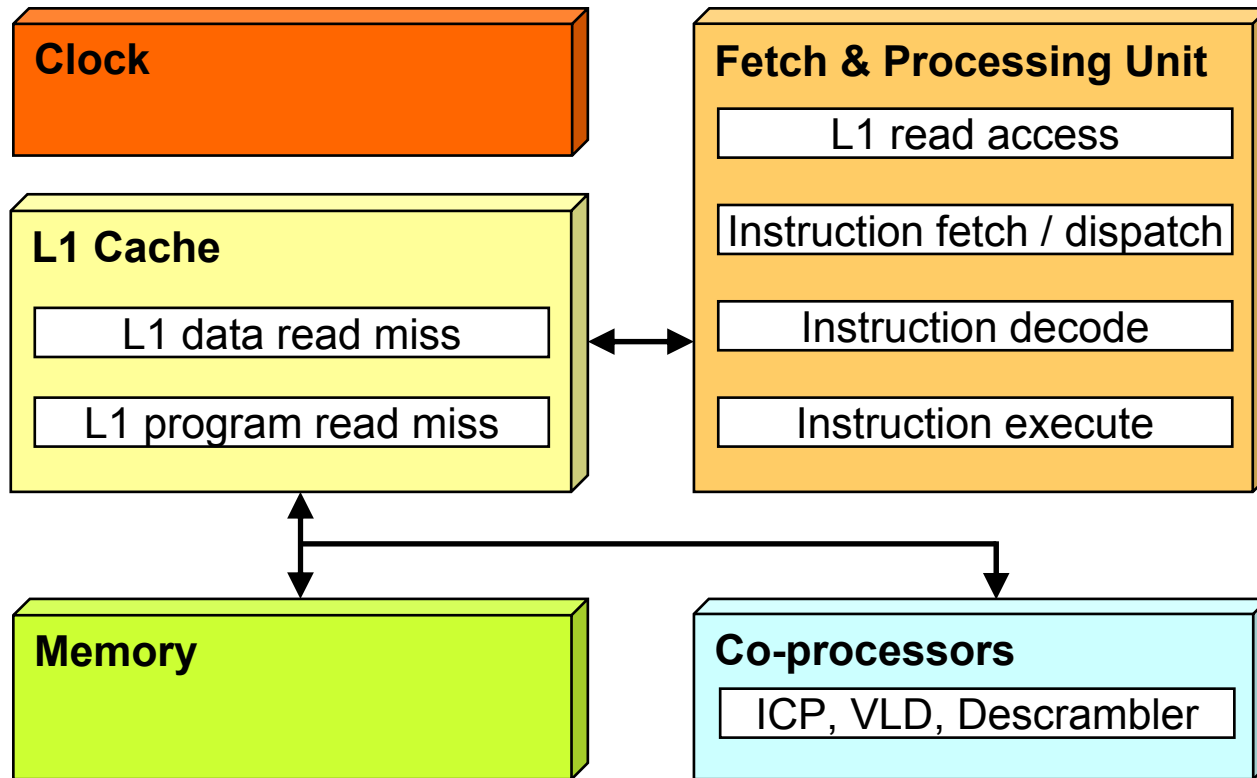 Clock
Fetch & Processing Unit
L1 read access
Instruction fetch / dispatch
Instruction decode
Instruction execute
L1 Cache
L1 data read miss
L1 program read miss
Memory
Co-processors
ICP, VLD, Descrambler